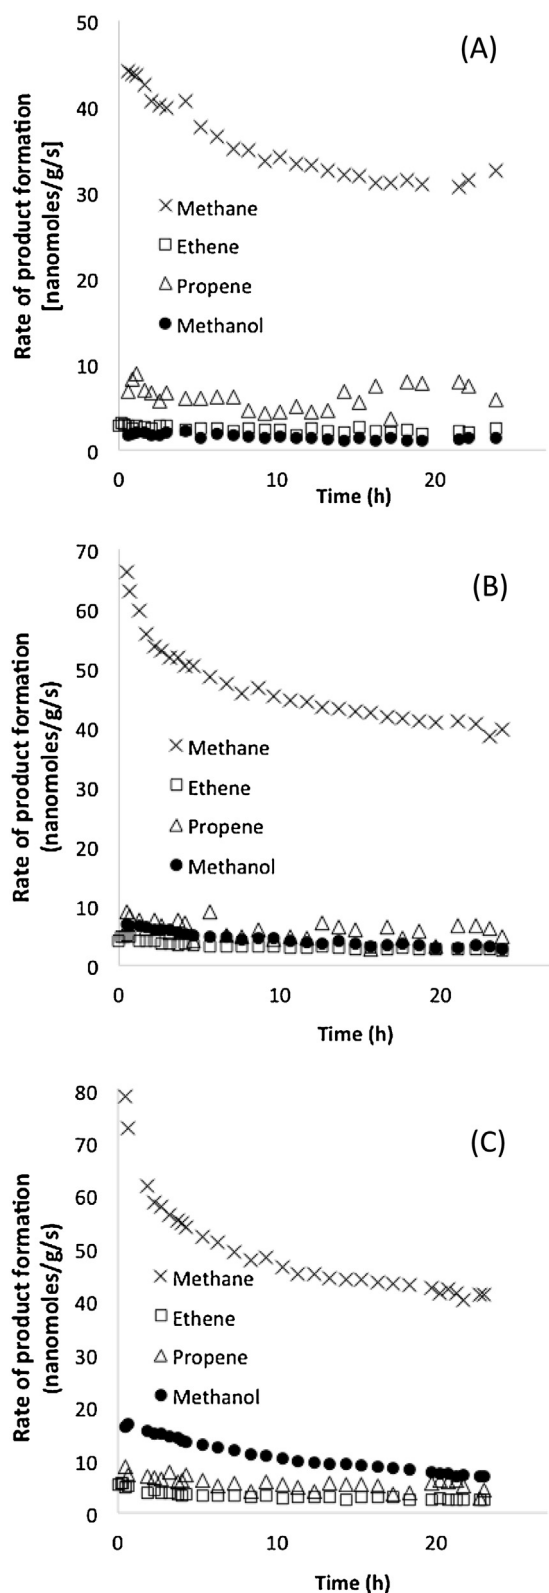 (A)
Rate of product formation
[nanomoles/g/s]
50
40
30
20
10
0
Methane
Ethene
Propene
Methanol
0 10 20
Time (h)
(B)
Rate of product formation
(nanomoles/g/s)
70
60
50
40
30
20
10
0
Methane
Ethene
Propene
Methanol
0 10 20
Time (h)
(C)
Rate of product formation
(nanomoles/g/s)
80
70
60
50
40
30
20
10
0
Methane
Ethene
Propene
Methanol
0 10 20
Time (h)